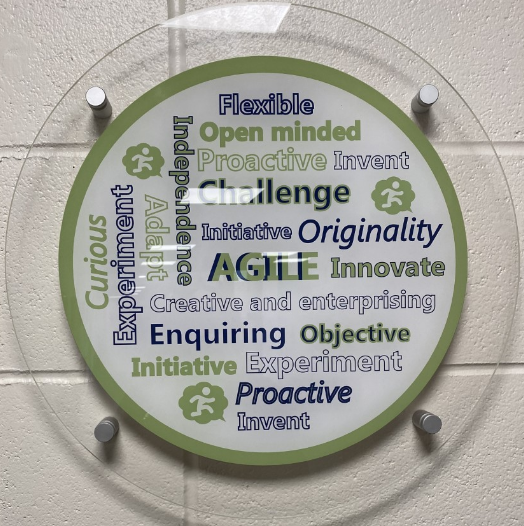 Flexible
Open minded
Proactive Invent
Independence
Challenge
Adapt
Curious
Experiment
Initiative Originality
AGILE Innovate
Creative and enterprising
Enquiring Objective
Initiative Experiment
Proactive
Invent